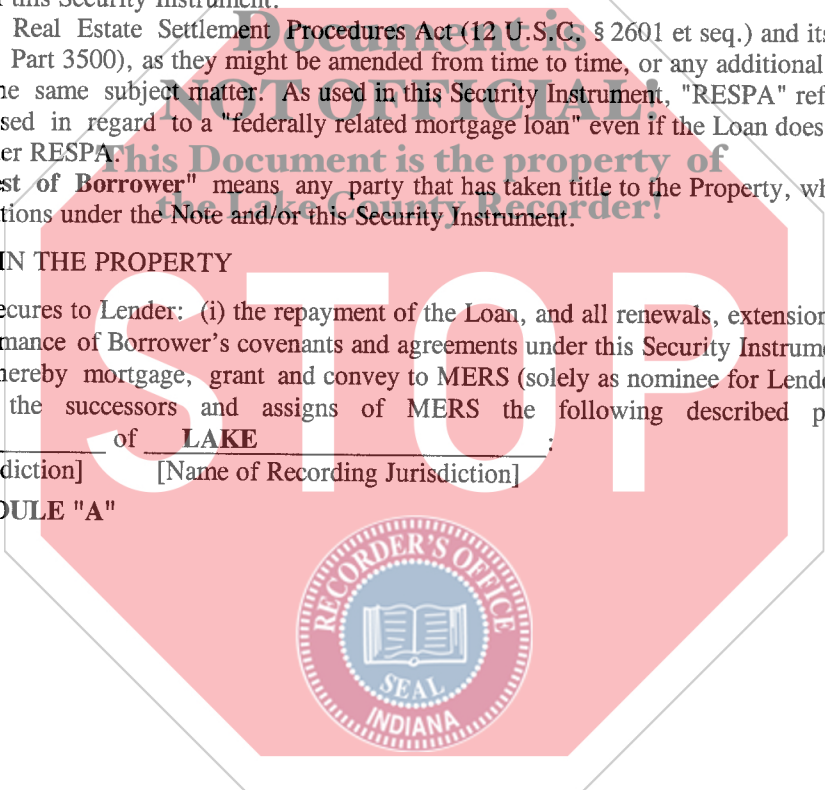 this Security Instrument.
Real Estate Settlement Procedures Act (12 U.S.C. § 2601 et seq.) and its
Part 3500), as they might be amended from time to time, or any additional
ne same subject matter. As used in this Security Instrument, "RESPA" ref
sed in regard to a "federally related mortgage loan" even if the Loan does
er RESPA.
st of Borrower" means any party that has taken title to the Property, wh
tions under the Note and/or this Security Instrument.
IN THE PROPERTY
ecures to Lender: (i) the repayment of the Loan, and all renewals, extension
mance of Borrower's covenants and agreements under this Security Instrume
hereby mortgage, grant and convey to MERS (solely as nominee for Lende
the successors and assigns of MERS the following described p
of LAKE :
diction] [Name of Recording Jurisdiction]
DULE "A"
Document is
NOT OFFICIAL!
This Document is the property of
the Lake County Recorder!
STOP
RECORDER'S OFFICE
SEAL
INDIANA